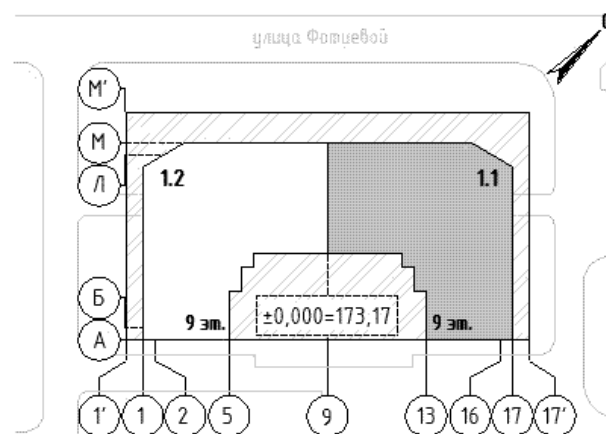 улица Фотиевой
С
М'
М
Л
1.2
1.1
Б
9 эт.
±0,000=173,17
9 эт.
А
1'
1
2
5
9
13
16
17
17'